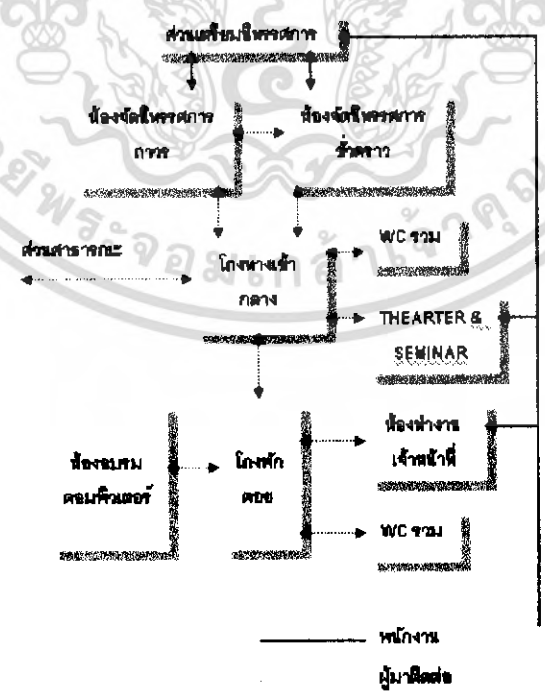 ส่วนเตรียมนิทรรศการ
ห้องจัดนิทรรศการ
ถาวร
ห้องจัดนิทรรศการ
ชั่วคราว
ส่วนสาธารณะ
โถงทางเข้า
กลาง
WC รวม
THEARTER &
SEMINAR
ห้องอบรม
คอมพิวเตอร์
โถงพัก
คอย
ห้องทำงาน
เจ้าหน้าที่
WC รวม
พนักงาน
ผู้มาติดต่อ